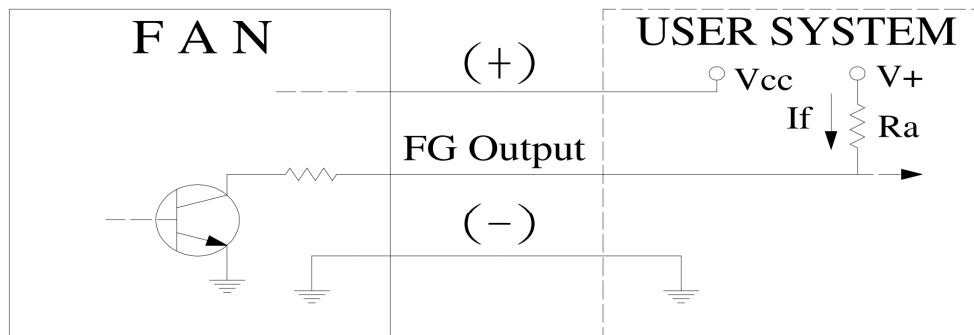 F A N
USER SYSTEM
(+)
Vcc
V+
If
Ra
FG Output
(−)